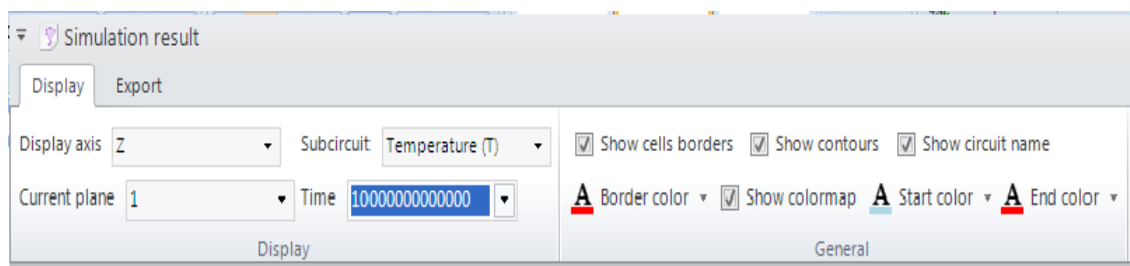 Simulation result
Display Export
Display axis Z Subcircuit Temperature (T) Show cells borders Show contours Show circuit name
Current plane 1 Time 10000000000000 A Border color Show colormap A Start color A End color
Display General